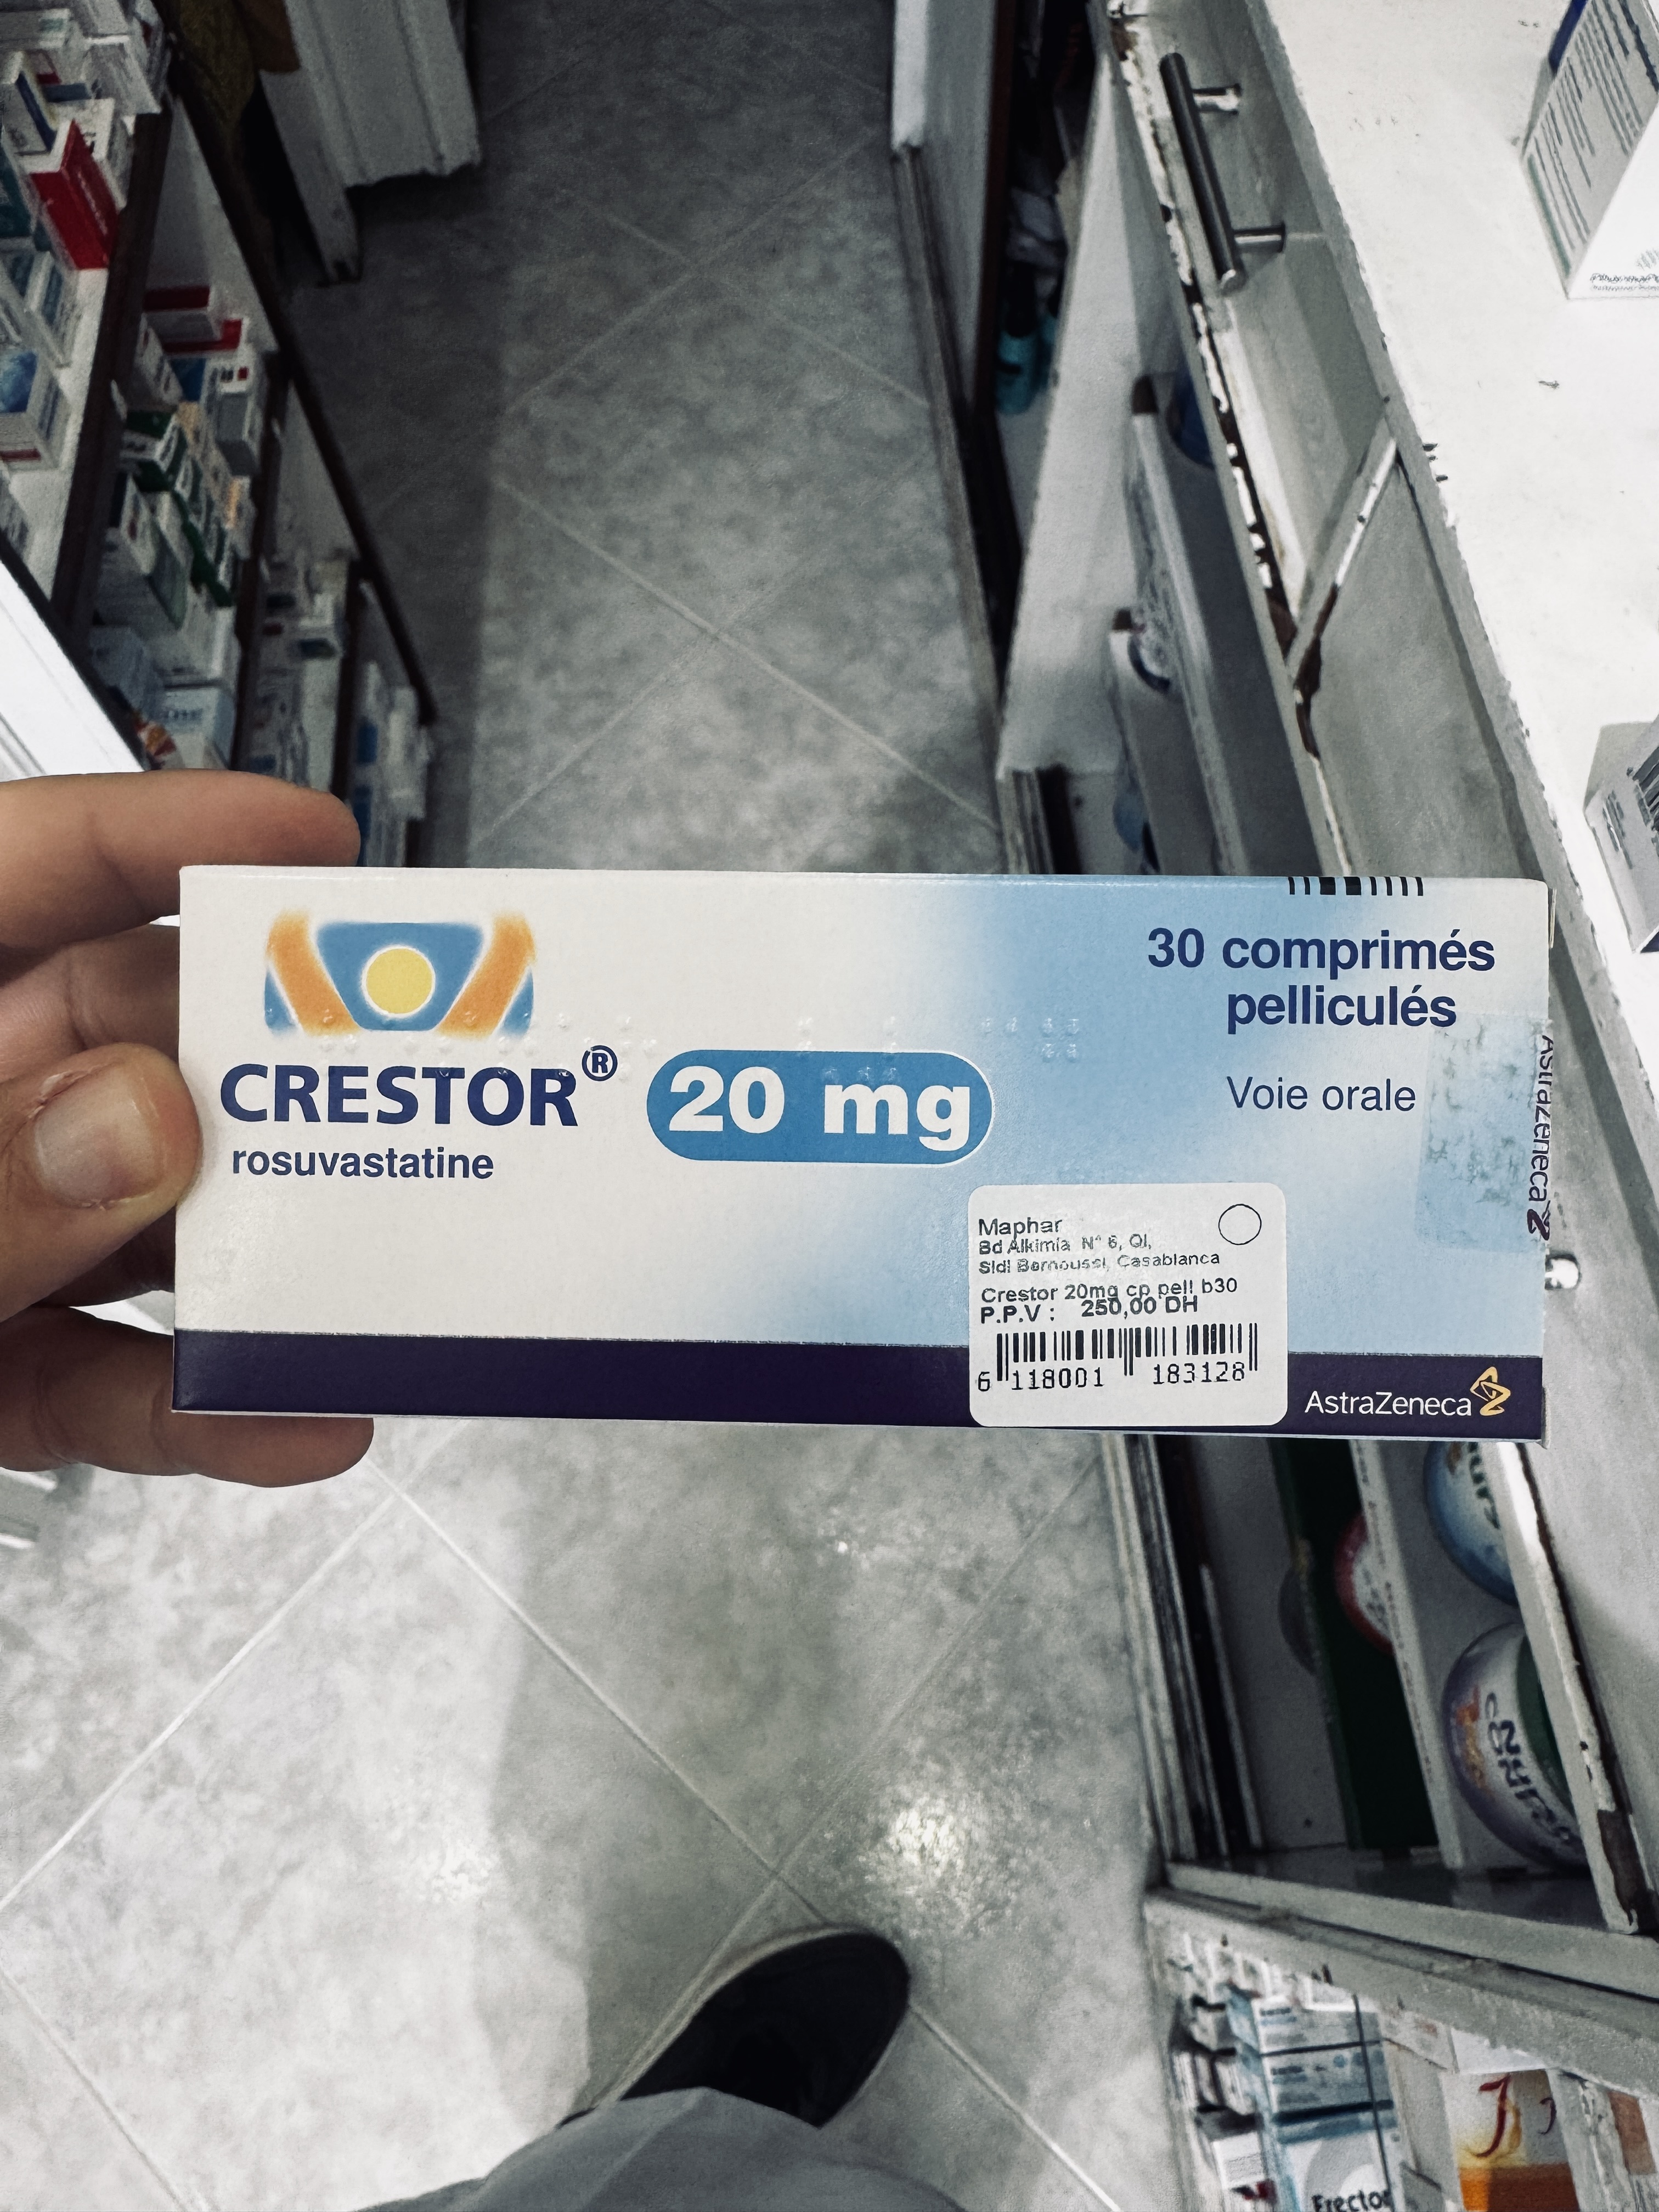 30 comprimés
pelliculés
Voie orale
CRESTOR®
20 mg
rosuvastatine
AstraZeneca
Maphar
Bd Alkimia N° 6, QI,
Sidi Bernoussi, Casablanca
Crestor 20mg cp pell b30
P.P.V : 250,00 DH
6 118001 183128
AstraZeneca